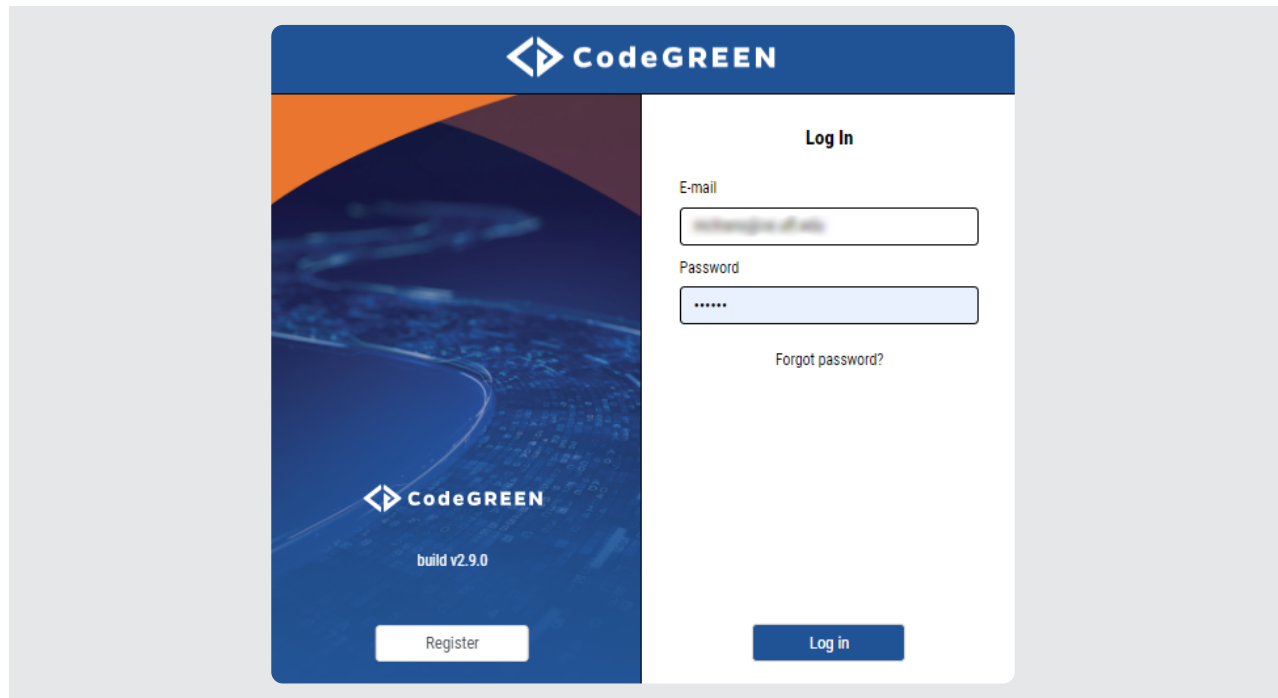 CodeGREEN
Log In
E-mail
Password
••••••
Forgot password?
Log in
CodeGREEN
build v2.9.0
Register